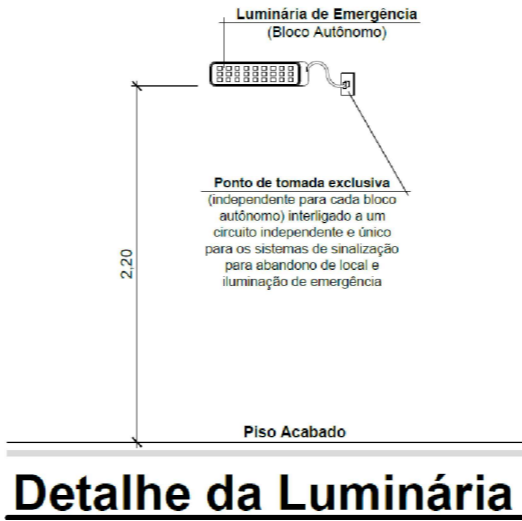 Luminária de Emergência
(Bloco Autônomo)
Ponto de tomada exclusiva
(independente para cada bloco
autônomo) interligado a um
circuito independente e único
para os sistemas de sinalização
para abandono de local e
iluminação de emergência
2,20
Piso Acabado
Detalhe da Luminária